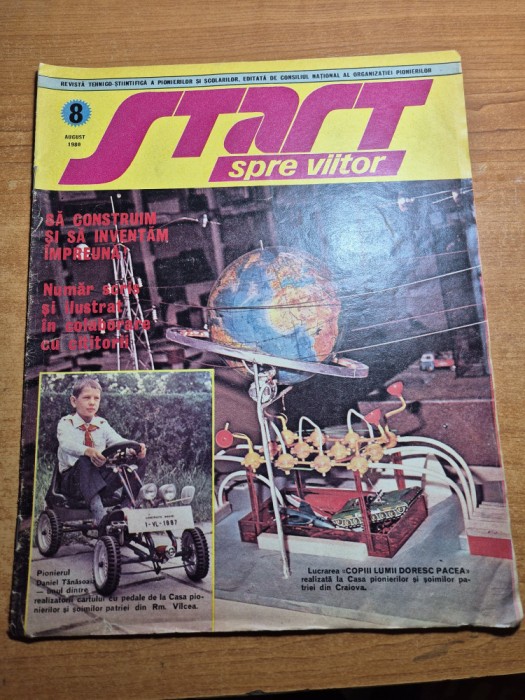 REVISTĂ TEHNICO-ȘTIINȚIFICĂ A PIONIERILOR ȘI ȘCOLARILOR, EDITATĂ DE CONSILIUL NAȚIONAL AL ORGANIZAȚIEI PIONIERILOR
8
AUGUST
START
spre viitor
SĂ CONSTRUIM
ȘI SĂ INVENTĂM
ÎMPREUNĂ
Număr scris
și ilustrat
în colaborare
cu cititorii
1-VL-1987
Pionierul
Daniel Tănăsoaia
— unul dintre
realizatorii cartului cu pedale de la Casa pio-
nierilor și șoimilor patriei din Rm. Vîlcea.
Lucrarea «COPIII LUMII DORESC PACEA»
realizată la Casa pionierilor și șoimilor pa-
triei din Craiova.